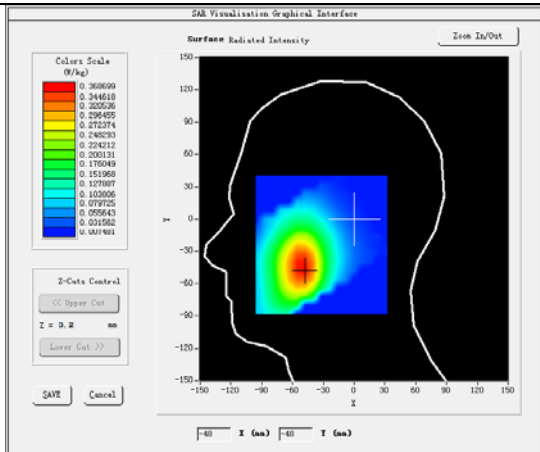 SAR Visualisation Graphical Interface
Surface Radiated Intensity
Zoom In/Out
Colors Scale
(W/kg)
0.368699
0.344618
0.320536
0.296455
0.272374
0.248293
0.224212
0.200131
0.176049
0.151968
0.127887
0.103806
0.079725
0.055643
0.031562
0.007481
150
120
90
60
30
0
-30
-60
-90
-120
-150
Y
-150 -120 -90 -60 -30 0 30 60 90 120 150
X
Z-Cuts Control
<< Upper Cut
Z = 0.2 mm
Lower Cut >>
SAVE Cancel
-48 X (mm) -48 Y (mm)